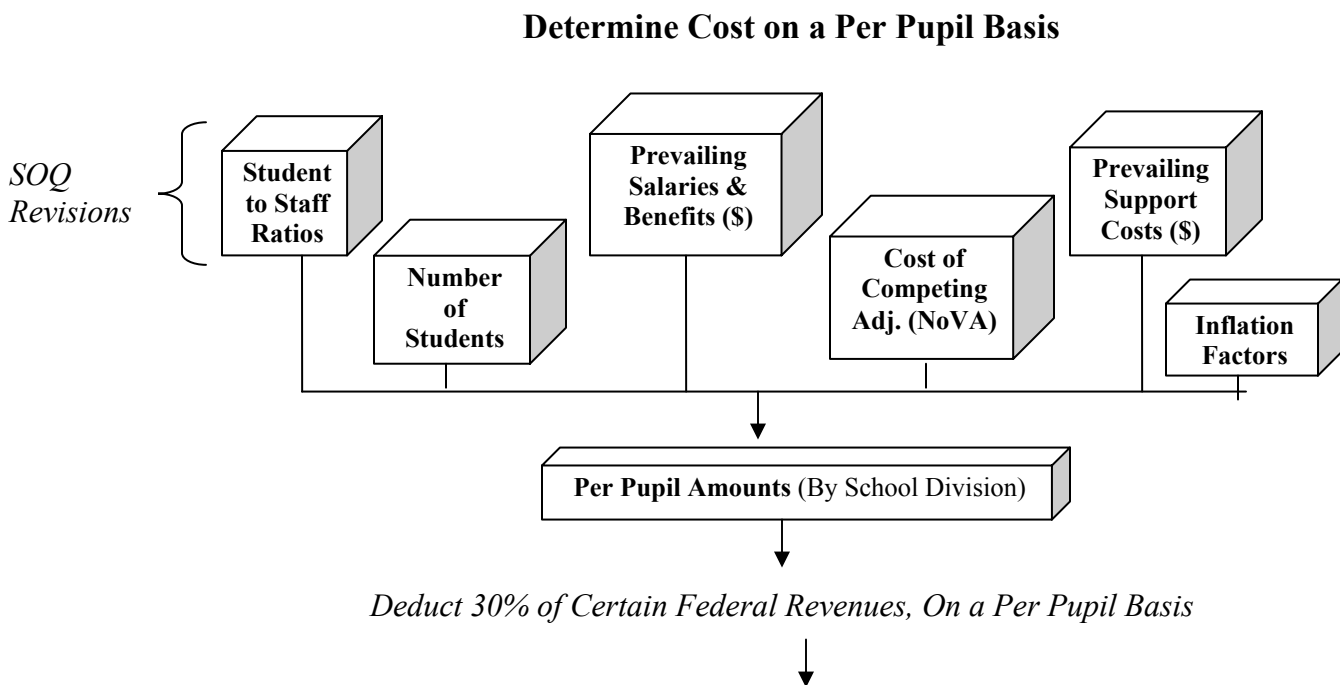 Determine Cost on a Per Pupil Basis
SOQ
Revisions
Student
to Staff
Ratios
Number
of
Students
Prevailing
Salaries &
Benefits ($)
Cost of
Competing
Adj. (NoVA)
Prevailing
Support
Costs ($)
Inflation
Factors
Per Pupil Amounts (By School Division)
Deduct 30% of Certain Federal Revenues, On a Per Pupil Basis